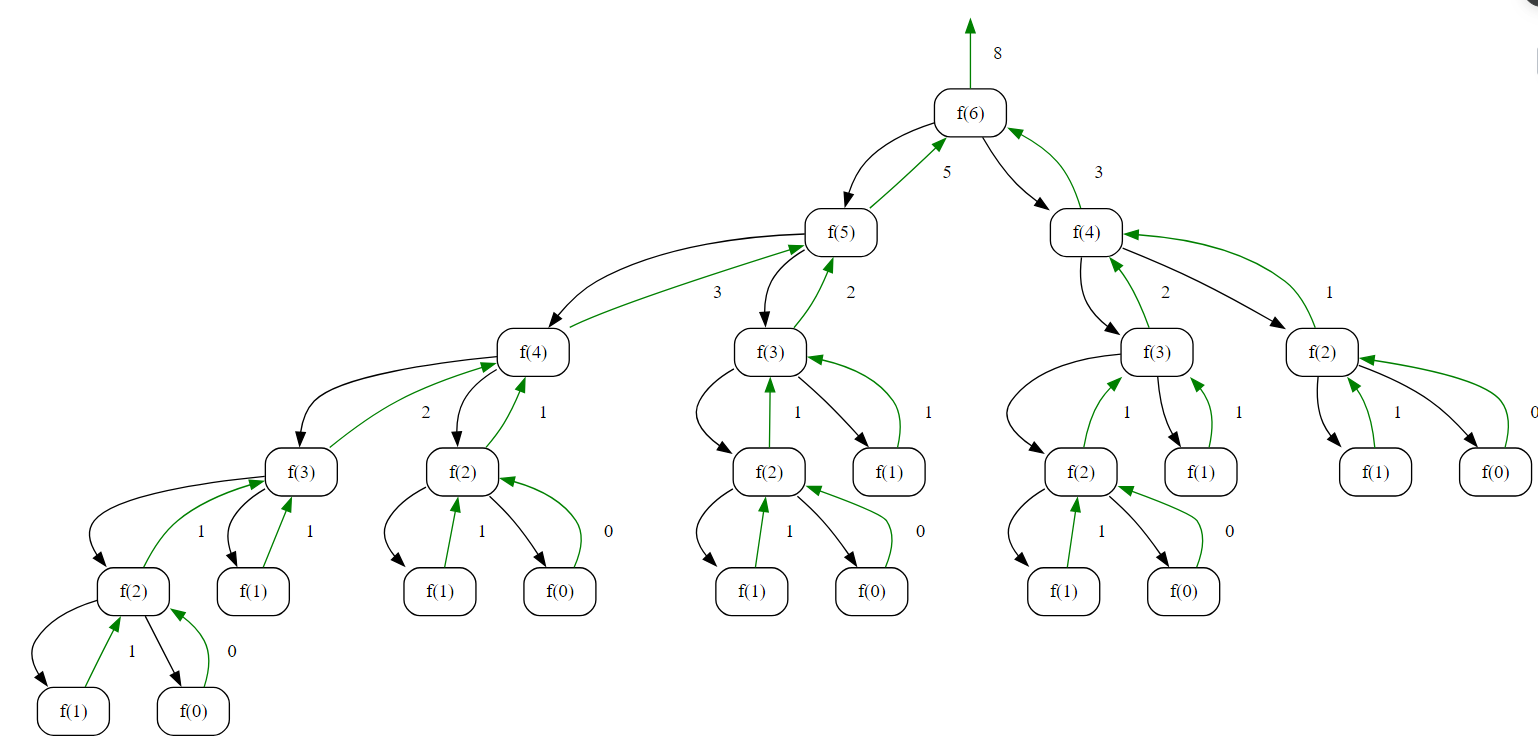 8
f(6)
5 3
f(5) f(4)
3 2 2 1
f(4) f(3) f(3) f(2)
2 1 1 1 1 1 1 0
f(3) f(2) f(2) f(1) f(2) f(1) f(1) f(0)
1 1 1 0 1 0 1 0
f(2) f(1) f(1) f(0) f(1) f(0) f(1) f(0)
1 0
f(1) f(0)